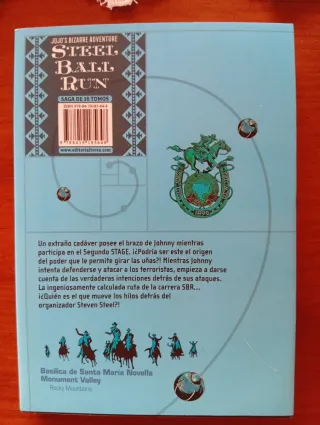 JOJO'S BIZARRE ADVENTURE
STEEL
BALL
RUN
SAGA DE 16 TOMOS
www.editorialivrea.com
1890
Un extraño cadáver posee el brazo de Johnny mientras
participa en el Segundo STAGE, ¿¡Podría ser este el origen
del poder que le permite girar las uñas?! Mientras Johnny
intenta defenderse y atacar a los terroristas, empieza a darse
cuenta de las verdaderas intenciones detrás de sus ataques.
La ingeniosamente calculada ruta de la carrera SBR...
¿¡Quién es el que mueve los hilos detrás del
organizador Steven Steel?!
Basílica de Santa Maria Novella
Monument Valley
Rocky Mountains